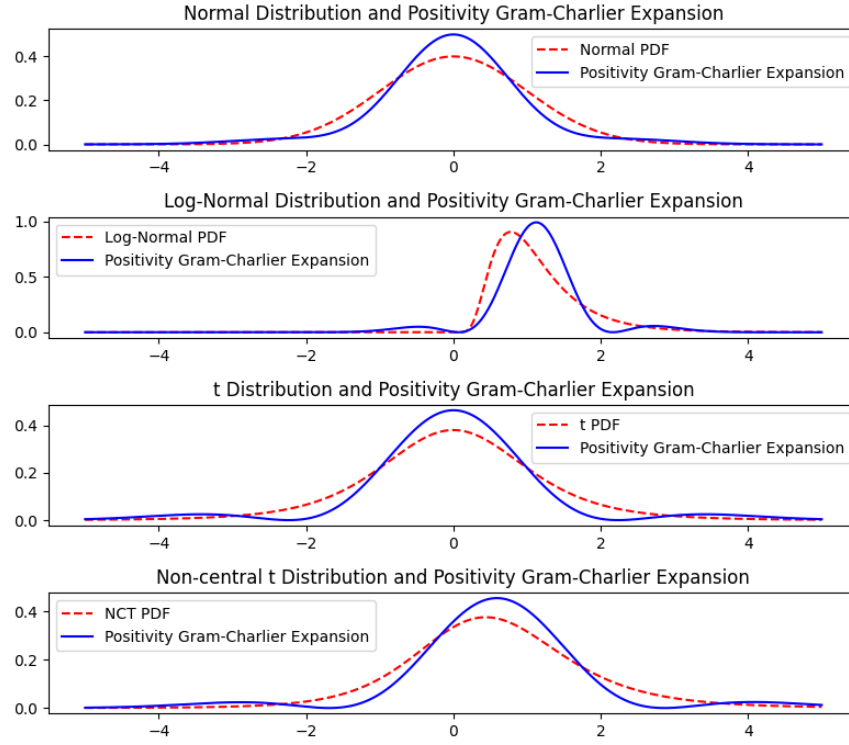 Normal Distribution and Positivity Gram-Charlier Expansion
0.4
0.2
0.0
Normal PDF
Positivity Gram-Charlier Expansion
−4 −2 0 2 4
Log-Normal Distribution and Positivity Gram-Charlier Expansion
1.0
0.5
0.0
Log-Normal PDF
Positivity Gram-Charlier Expansion
−4 −2 0 2 4
t Distribution and Positivity Gram-Charlier Expansion
0.4
0.2
0.0
t PDF
Positivity Gram-Charlier Expansion
−4 −2 0 2 4
Non-central t Distribution and Positivity Gram-Charlier Expansion
0.4
0.2
0.0
NCT PDF
Positivity Gram-Charlier Expansion
−4 −2 0 2 4